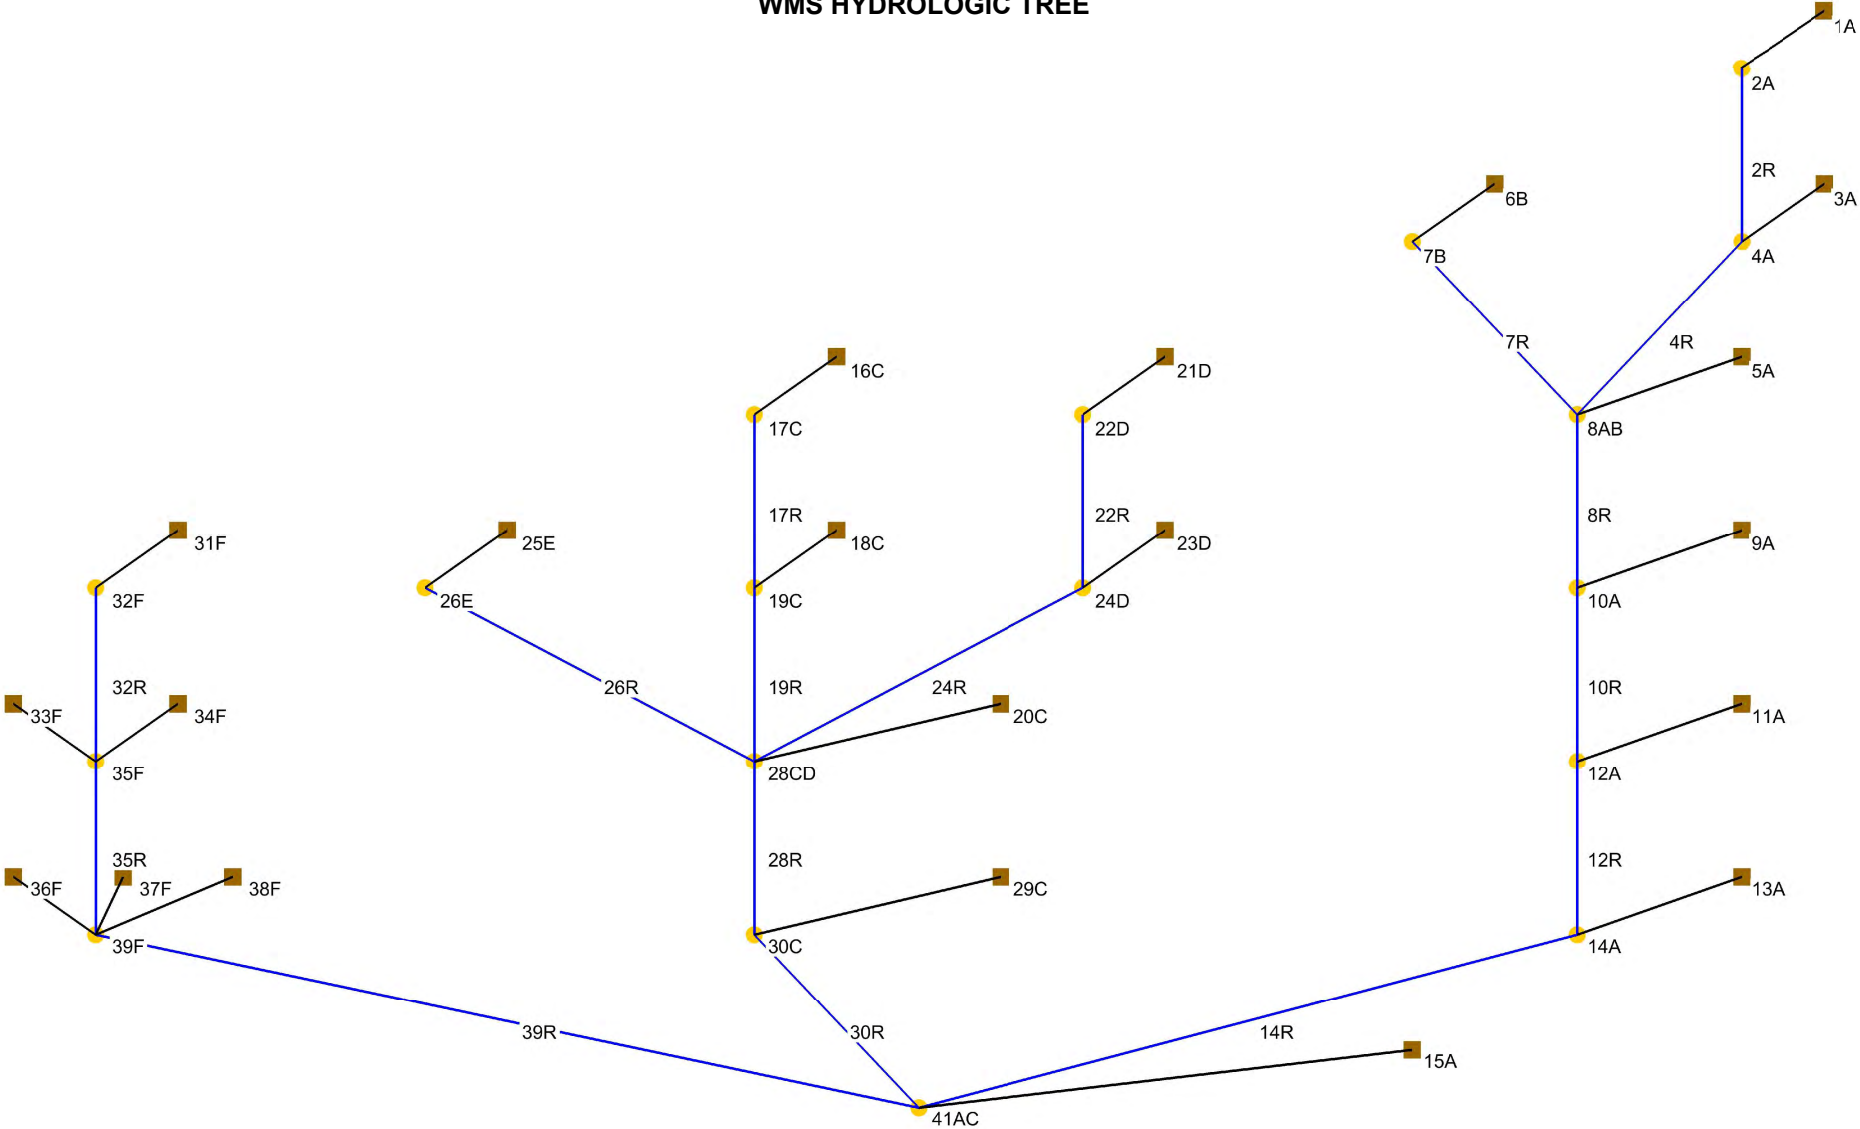 WMS HYDROLOGIC TREE
1A
2A
2R
6B
3A
7B
4A
7R
4R
16C
21D
5A
17C
22D
8AB
17R
22R
8R
31F
25E
18C
23D
9A
32F
26E
19C
24D
10A
32R
26R
19R
24R
10R
33F
34F
20C
11A
35F
28CD
12A
35R
28R
12R
36F
37F
38F
29C
13A
39F
30C
14A
39R
30R
14R
15A
41AC